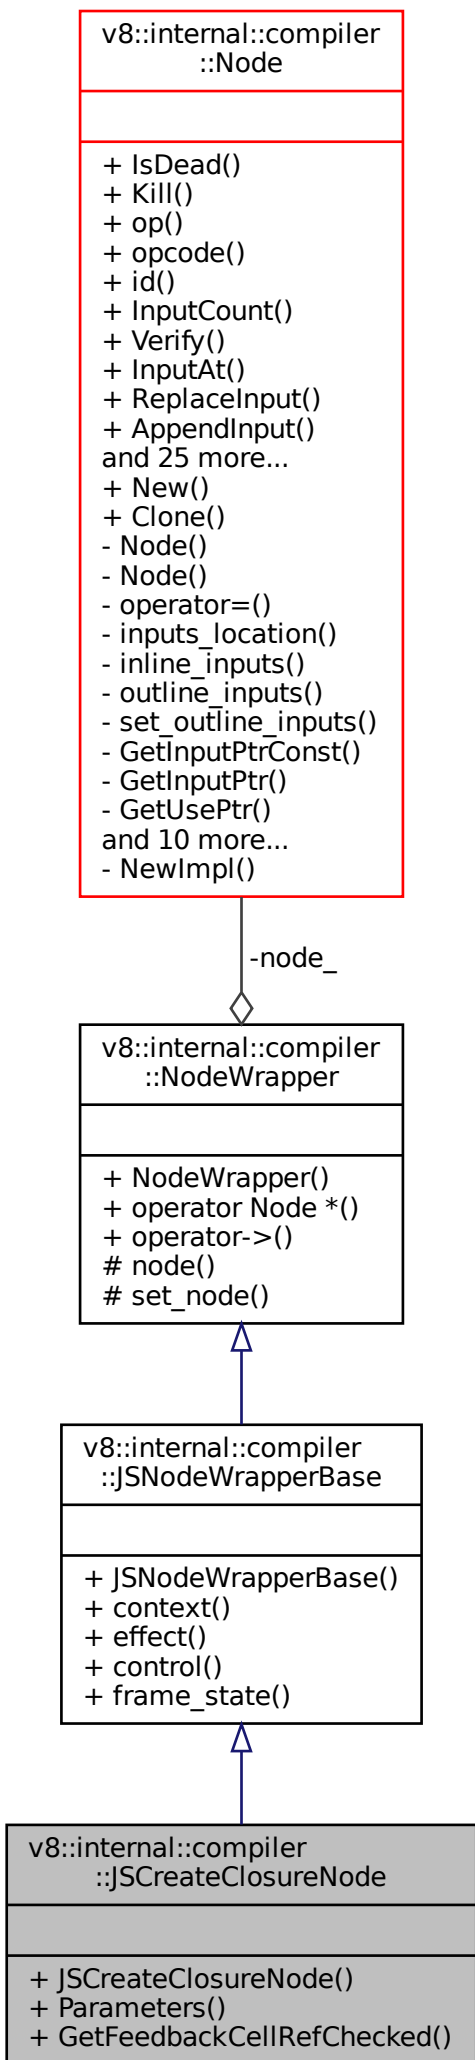 v8::internal::compiler
::Node
+ IsDead()
+ Kill()
+ op()
+ opcode()
+ id()
+ InputCount()
+ Verify()
+ InputAt()
+ ReplaceInput()
+ AppendInput()
and 25 more...
+ New()
+ Clone()
- Node()
- Node()
- operator=()
- inputs_location()
- inline_inputs()
- outline_inputs()
- set_outline_inputs()
- GetInputPtrConst()
- GetInputPtr()
- GetUsePtr()
and 10 more...
- NewImpl()
-node_
v8::internal::compiler
::NodeWrapper
+ NodeWrapper()
+ operator Node *()
+ operator->()
# node()
# set_node()
v8::internal::compiler
::JSNodeWrapperBase
+ JSNodeWrapperBase()
+ context()
+ effect()
+ control()
+ frame_state()
v8::internal::compiler
::JSCreateClosureNode
+ JSCreateClosureNode()
+ Parameters()
+ GetFeedbackCellRefChecked()